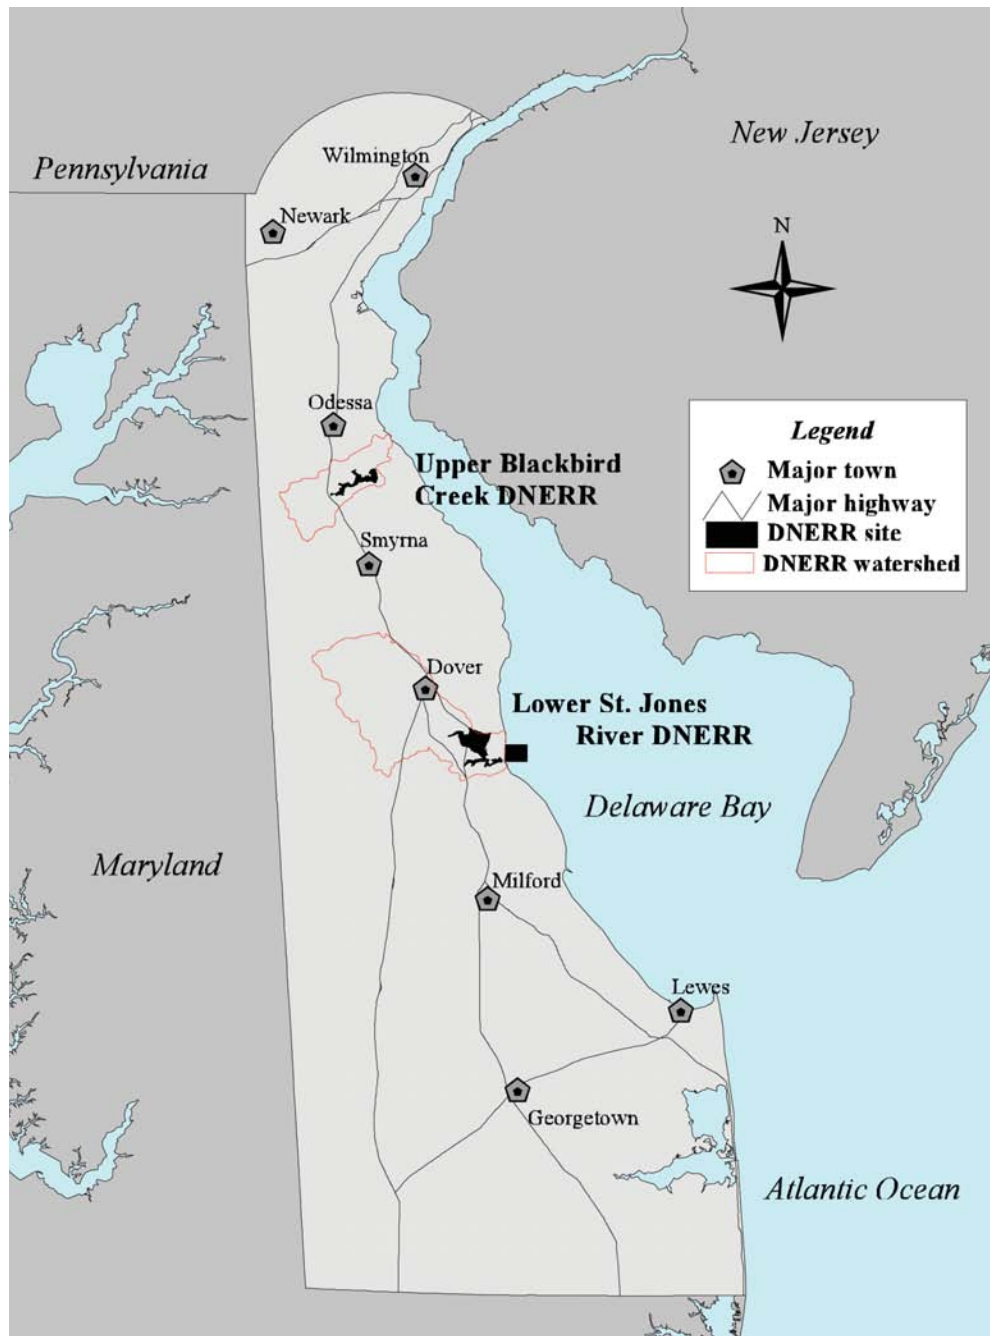 New Jersey
Wilmington
Pennsylvania
Newark
N
Odessa
Legend
Major town
Major highway
DNERR site
DNERR watershed
Upper Blackbird
Creek DNERR
Smyrna
Dover
Lower St. Jones
River DNERR
Delaware Bay
Maryland
Milford
Lewes
Georgetown
Atlantic Ocean